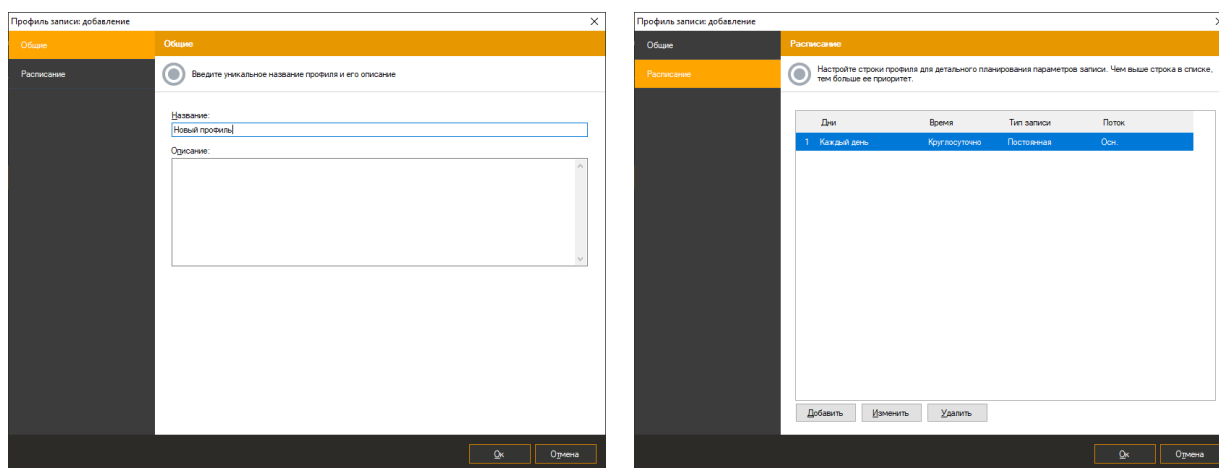 Профиль записи: добавление
Общие
Расписание
Общие
Введите уникальное название профиля и его описание
Название:
Новый профиль
Описание:
Ок
Отмена
Профиль записи: добавление
Общие
Расписание
Расписание
Настройте строки профиля для детального планирования параметров записи. Чем выше строка в списке,
тем больше ее приоритет.
Дни Время Тип записи Поток
1 Каждый день Круглосуточно Постоянная Осн.
Добавить Изменить Удалить
Ок Отмена